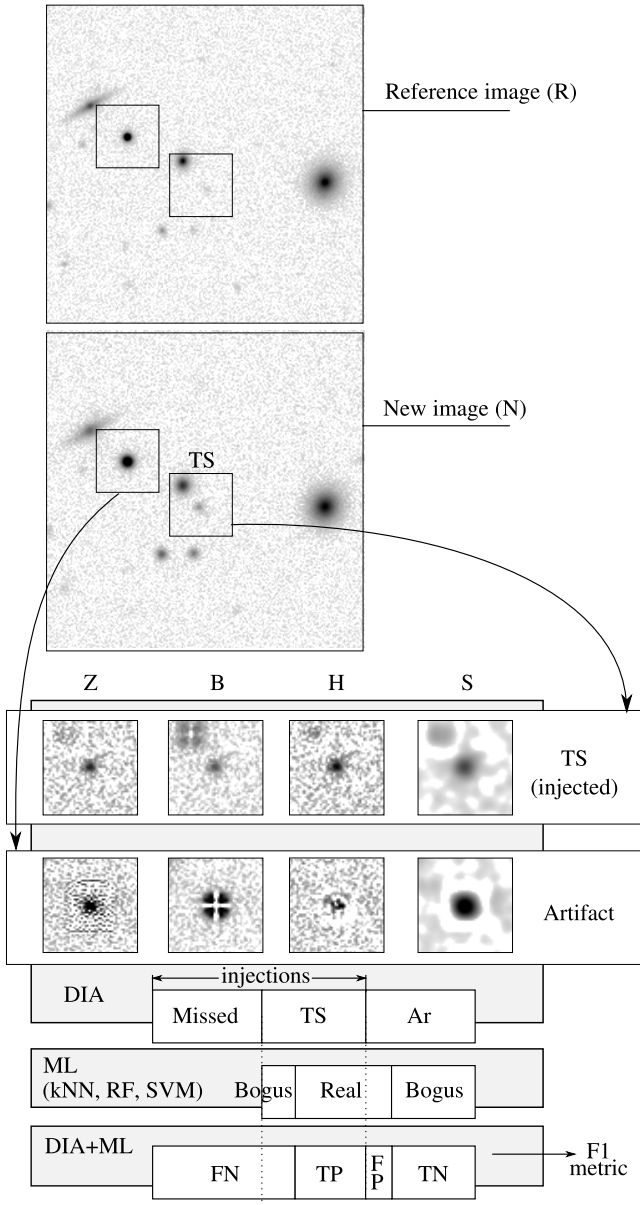 Reference image (R)
New image (N)
TS
Z B H S
TS
(injected)
Artifact
injections
DIA
Missed TS Ar
ML
(kNN, RF, SVM)
Bogus Real Bogus
DIA+ML
FN TP FP TN
F1
metric